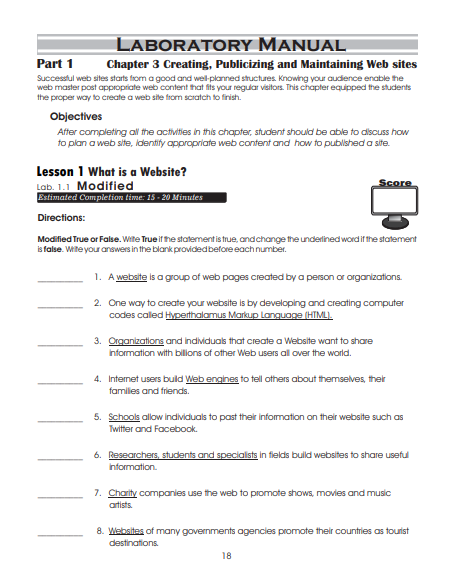 LABORATORY MANUAL
Part 1 Chapter 3 Creating, Publicizing and Maintaining Web sites
Successful web sites starts from a good and well-planned structures. Knowing your audience enable the
web master post appropriate web content that fits your regular visitors. This chapter equipped the students
the proper way to create a web site from scratch to finish.
Objectives
After completing all the activities in this chapter, student should be able to discuss how
to plan a web site, identify appropriate web content and how to published a site.
Lesson 1 What is a Website?
Lab. 1.1 Modified
Estimated Completion time: 15 - 20 Minutes
Score
Directions:
Modified True or False. Write True if the statement is true, and change the underlined word if the statement
is false. Write your answers in the blank provided before each number.
__________ 1. A website is a group of web pages created by a person or organizations.
__________ 2. One way to create your website is by developing and creating computer
codes called Hyperthalamus Markup Language (HTML).
__________ 3. Organizations and individuals that create a Website want to share
information with billions of other Web users all over the world.
__________ 4. Internet users build Web engines to tell others about themselves, their
families and friends.
__________ 5. Schools allow individuals to past their information on their website such as
Twitter and Facebook.
__________ 6. Researchers, students and specialists in fields build websites to share useful
information.
__________ 7. Charity companies use the web to promote shows, movies and music
artists.
__________ 8. Websites of many governments agencies promote their countries as tourist
destinations.
18